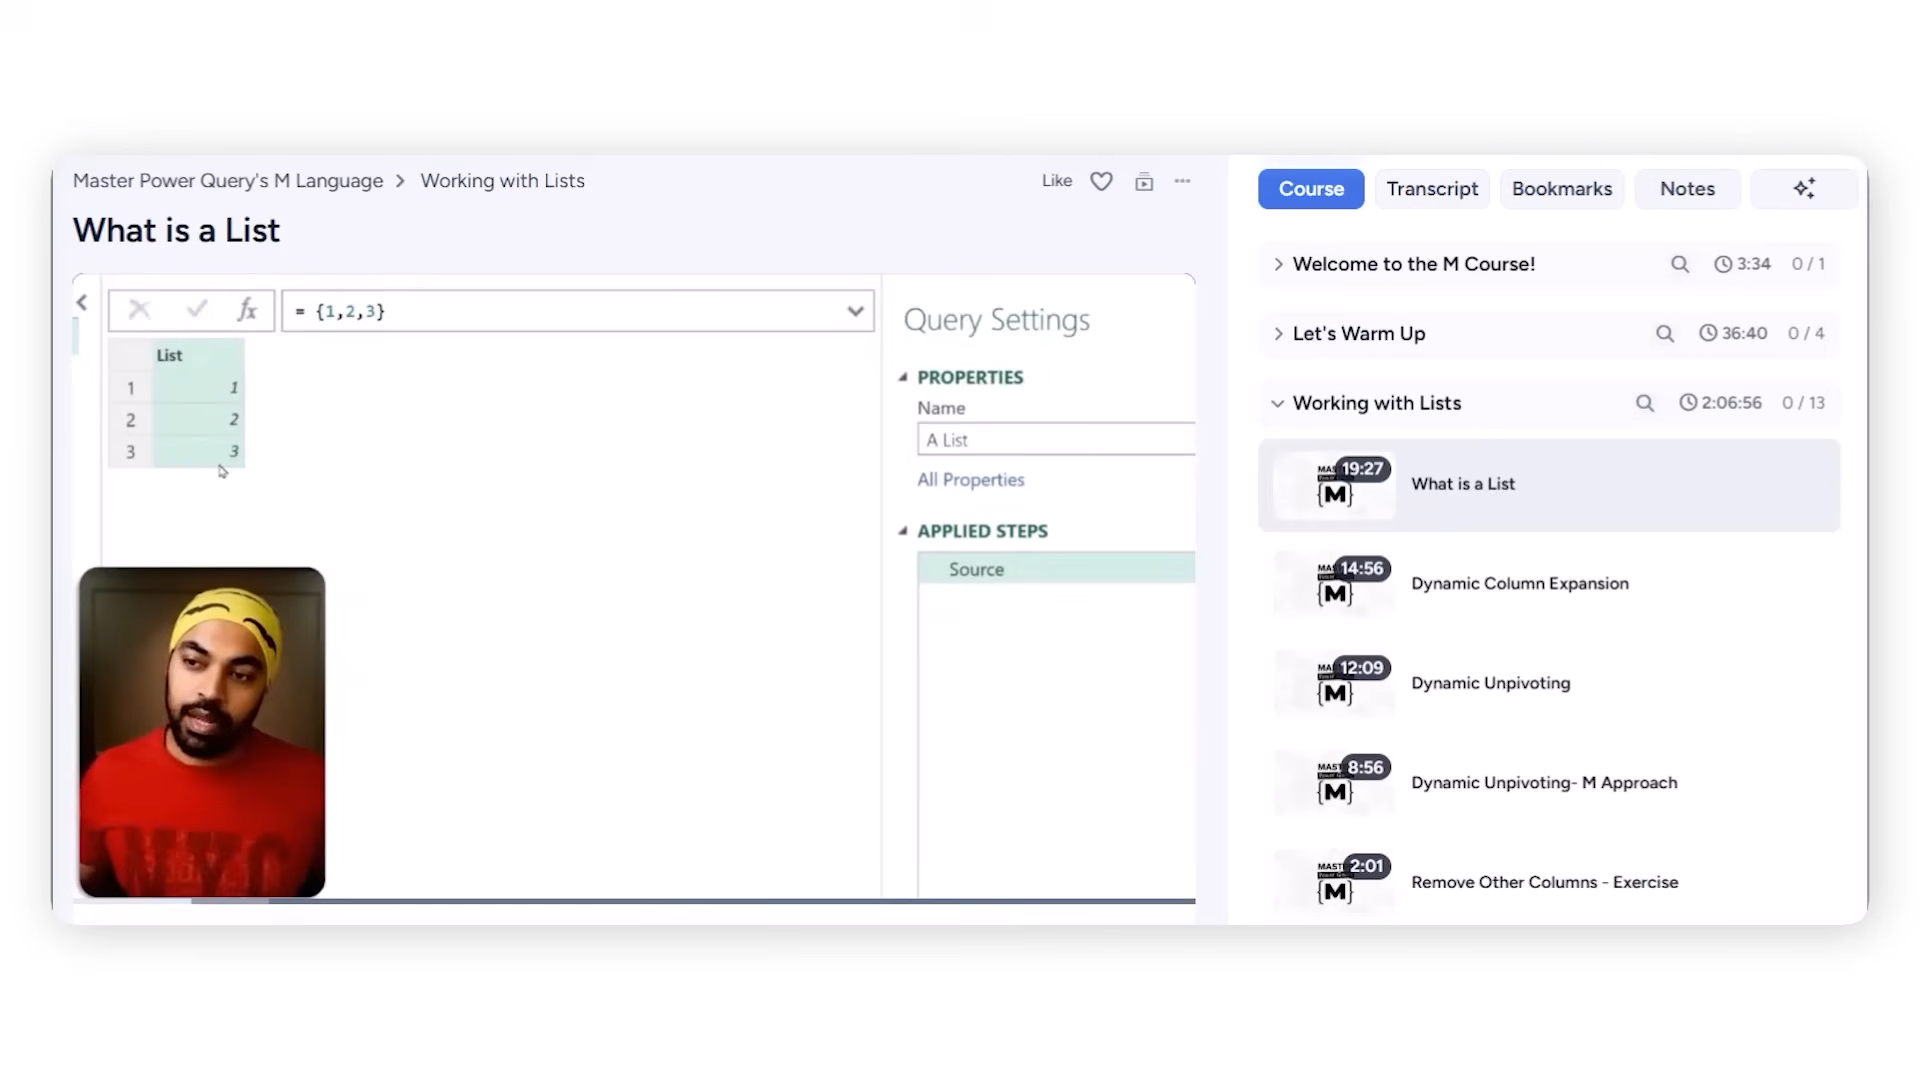 Master Power Query's M Language > Working with Lists
Like
What is a List
fx
= {1,2,3}
List
1 1
2 2
3 3
Query Settings
PROPERTIES
Name
A List
All Properties
APPLIED STEPS
Source
Course
Transcript
Bookmarks
Notes
Welcome to the M Course! 3:34 0 / 1
Let's Warm Up 36:40 0 / 4
Working with Lists 2:06:56 0 / 13
19:27
{M}
What is a List
14:56
{M}
Dynamic Column Expansion
12:09
{M}
Dynamic Unpivoting
8:56
{M}
Dynamic Unpivoting- M Approach
2:01
{M}
Remove Other Columns - Exercise